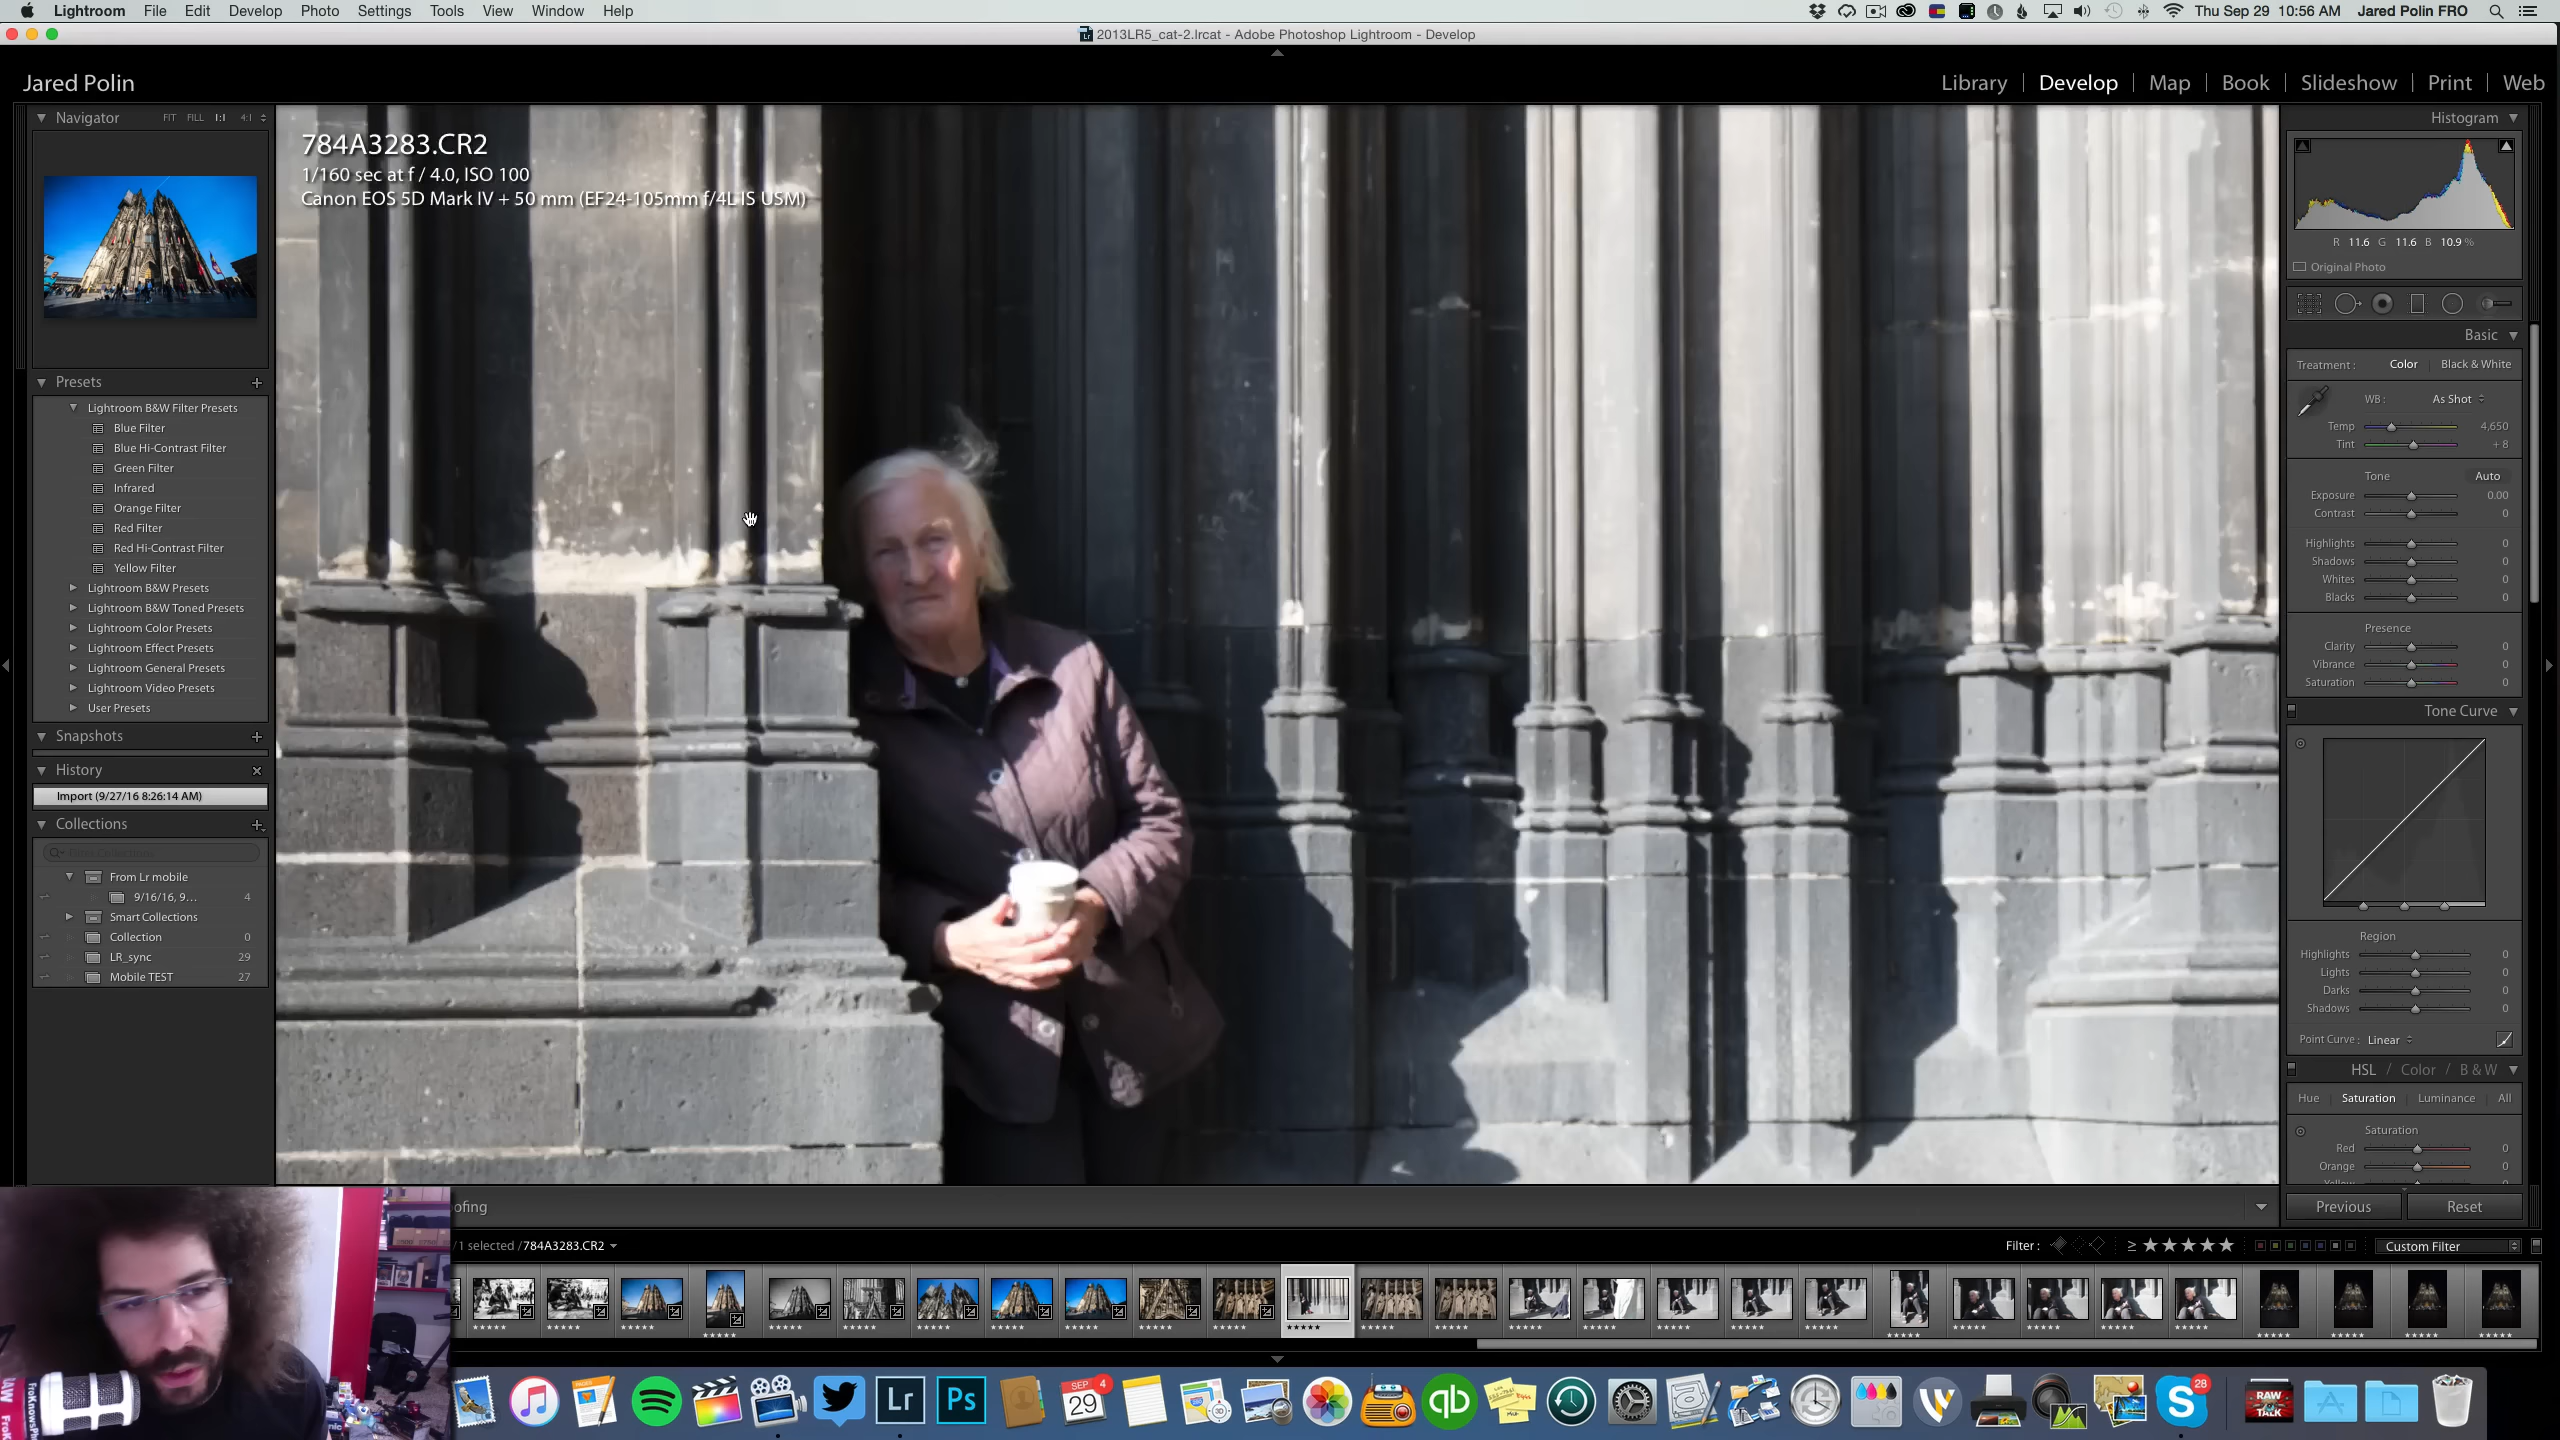 Lightroom File Edit Develop Photo Settings Tools View Window Help
Thu Sep 29 10:56 AM Jared Polin FRO
2013LR5_cat-2.lrcat - Adobe Photoshop Lightroom - Develop
Jared Polin
Library | Develop | Map | Book | Slideshow | Print | Web
Navigator FIT FILL 1:1 4:1
Presets
Lightroom B&W Filter Presets
Blue Filter
Blue Hi-Contrast Filter
Green Filter
Infrared
Orange Filter
Red Filter
Red Hi-Contrast Filter
Yellow Filter
Lightroom B&W Presets
Lightroom B&W Toned Presets
Lightroom Color Presets
Lightroom Effect Presets
Lightroom General Presets
Lightroom Video Presets
User Presets
Snapshots
History
Import (9/27/16 8:26:14 AM)
Collections
From Lr mobile
9/16/16, 9... 4
Smart Collections
Collection 0
LR_sync 29
Mobile TEST 27
784A3283.CR2
1/160 sec at f / 4.0, ISO 100
Canon EOS 5D Mark IV + 50 mm (EF24-105mm f/4L IS USM)
Histogram
R 11.6 G 11.6 B 10.9 %
Original Photo
Basic
Treatment : Color | Black & White
WB : As Shot
Temp 4,650
Tint + 8
Tone Auto
Exposure 0.00
Contrast 0
Highlights 0
Shadows 0
Whites 0
Blacks 0
Presence
Clarity 0
Vibrance 0
Saturation 0
Tone Curve
Region
Highlights 0
Lights 0
Darks 0
Shadows 0
Point Curve : Linear
HSL / Color / B & W
Hue | Saturation Luminance All
Saturation
Red 0
Orange 0
Previous Reset
ofing
/1 selected /784A3283.CR2
Filter : ≥ ★★★★★ Custom Filter
SEP 4
29
Lr Ps
qb
28
RAW TALK